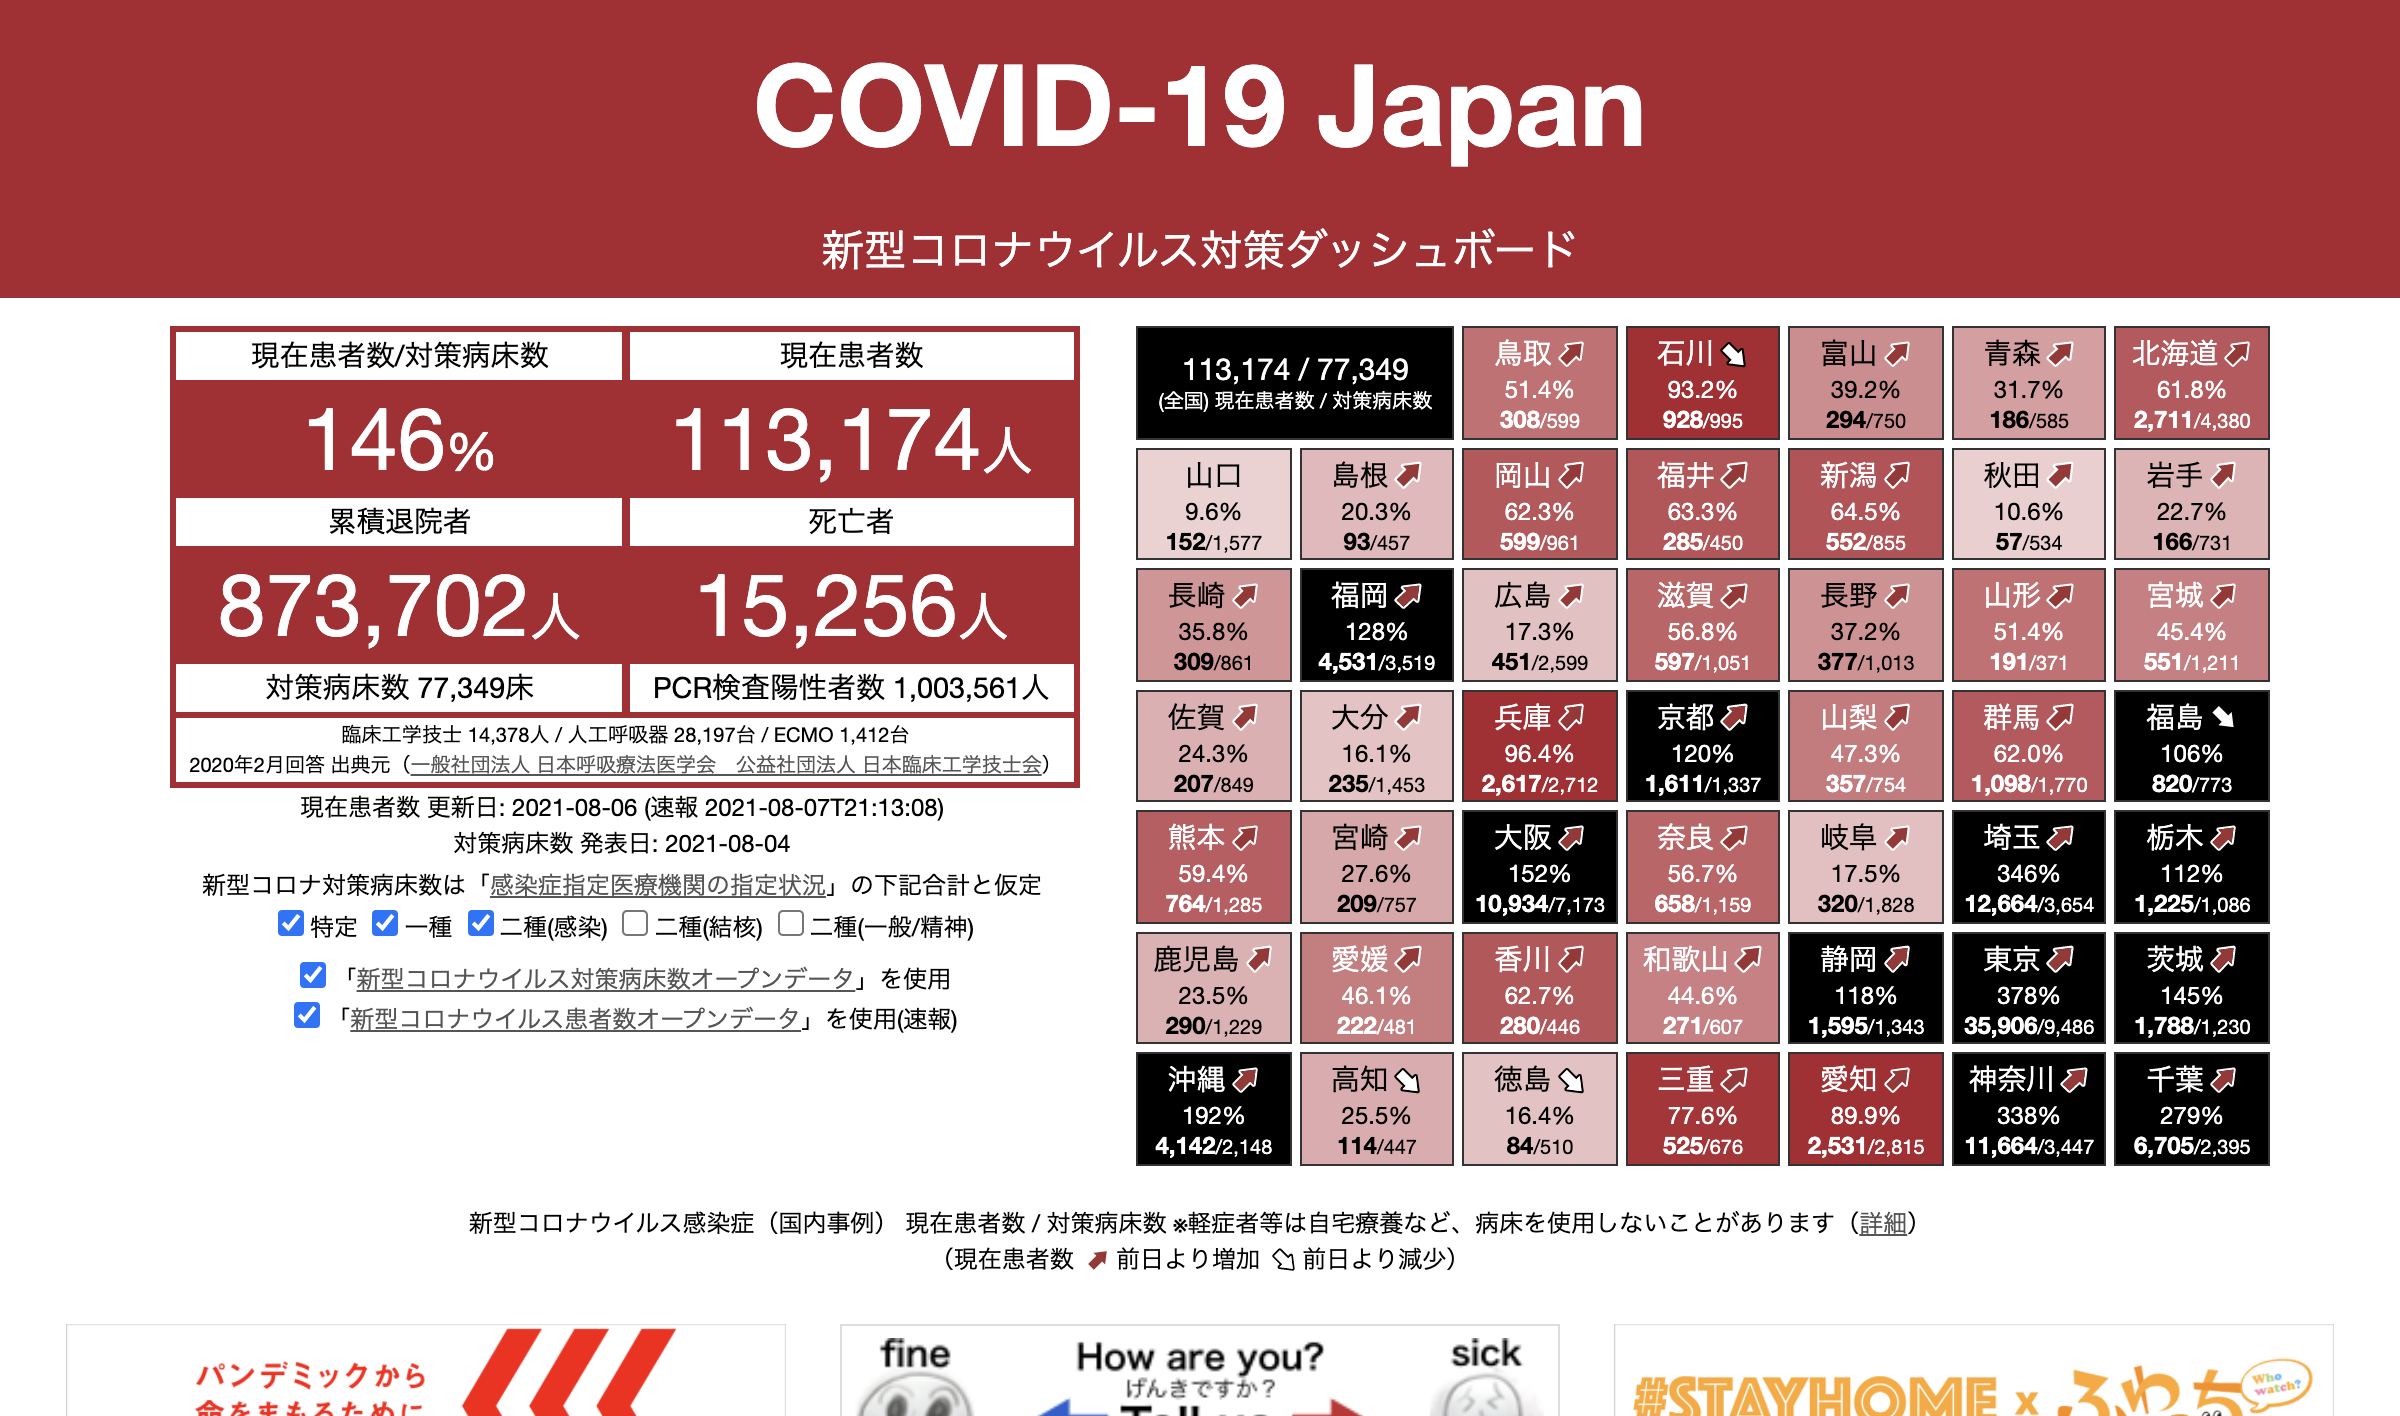 COVID-19 Japan
新型コロナウイルス対策ダッシュボード
現在患者数/対策病床数
現在患者数
146%
113,174人
累積退院者
死亡者
873,702人
15,256人
対策病床数 77,349床
PCR検査陽性者数 1,003,561人
臨床工学技士 14,378人 / 人工呼吸器 28,197台 / ECMO 1,412台
2020年2月回答 出典元（一般社団法人 日本呼吸療法医学会　公益社団法人 日本臨床工学技士会）
現在患者数 更新日: 2021-08-06 (速報 2021-08-07T21:13:08)
対策病床数 発表日: 2021-08-04
新型コロナ対策病床数は「感染症指定医療機関の指定状況」の下記合計と仮定
特定 一種 二種(感染) 二種(結核) 二種(一般/精神)
「新型コロナウイルス対策病床数オープンデータ」を使用
「新型コロナウイルス患者数オープンデータ」を使用(速報)
113,174 / 77,349
(全国) 現在患者数 / 対策病床数
鳥取
51.4%
308/599
石川
93.2%
928/995
富山
39.2%
294/750
青森
31.7%
186/585
北海道
61.8%
2,711/4,380
山口
9.6%
152/1,577
島根
20.3%
93/457
岡山
62.3%
599/961
福井
63.3%
285/450
新潟
64.5%
552/855
秋田
10.6%
57/534
岩手
22.7%
166/731
長崎
35.8%
309/861
福岡
128%
4,531/3,519
広島
17.3%
451/2,599
滋賀
56.8%
597/1,051
長野
37.2%
377/1,013
山形
51.4%
191/371
宮城
45.4%
551/1,211
佐賀
24.3%
207/849
大分
16.1%
235/1,453
兵庫
96.4%
2,617/2,712
京都
120%
1,611/1,337
山梨
47.3%
357/754
群馬
62.0%
1,098/1,770
福島
106%
820/773
熊本
59.4%
764/1,285
宮崎
27.6%
209/757
大阪
152%
10,934/7,173
奈良
56.7%
658/1,159
岐阜
17.5%
320/1,828
埼玉
346%
12,664/3,654
栃木
112%
1,225/1,086
鹿児島
23.5%
290/1,229
愛媛
46.1%
222/481
香川
62.7%
280/446
和歌山
44.6%
271/607
静岡
118%
1,595/1,343
東京
378%
35,906/9,486
茨城
145%
1,788/1,230
沖縄
192%
4,142/2,148
高知
25.5%
114/447
徳島
16.4%
84/510
三重
77.6%
525/676
愛知
89.9%
2,531/2,815
神奈川
338%
11,664/3,447
千葉
279%
6,705/2,395
新型コロナウイルス感染症（国内事例） 現在患者数 / 対策病床数 ※軽症者等は自宅療養など、病床を使用しないことがあります（詳細）
（現在患者数 前日より増加 前日より減少）
パンデミックから
命をまもるために
fine
How are you?
げんきですか？
sick
Tell us
#STAYHOME x ふわっち
Who watch?